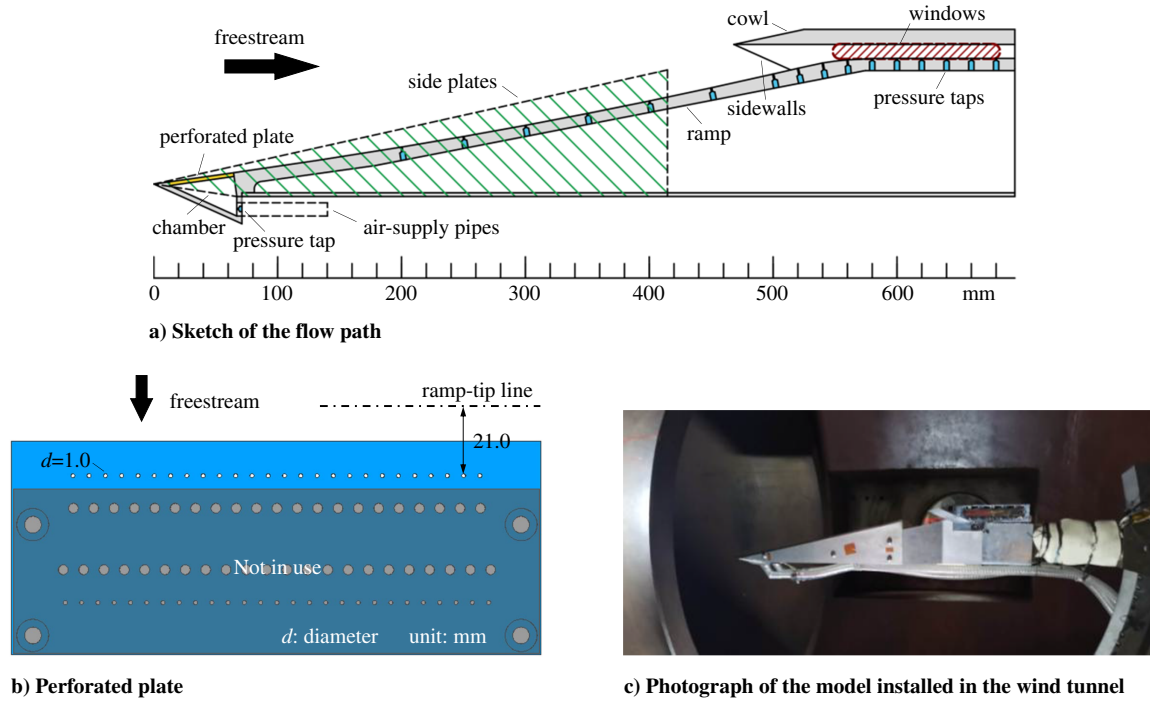 cowl
windows
freestream
side plates
perforated plate
sidewalls
pressure taps
ramp
chamber
pressure tap
air-supply pipes
0 100 200 300 400 500 600 mm
a) Sketch of the flow path
freestream
ramp-tip line
21.0
d=1.0
Not in use
d: diameter unit: mm
b) Perforated plate
c) Photograph of the model installed in the wind tunnel